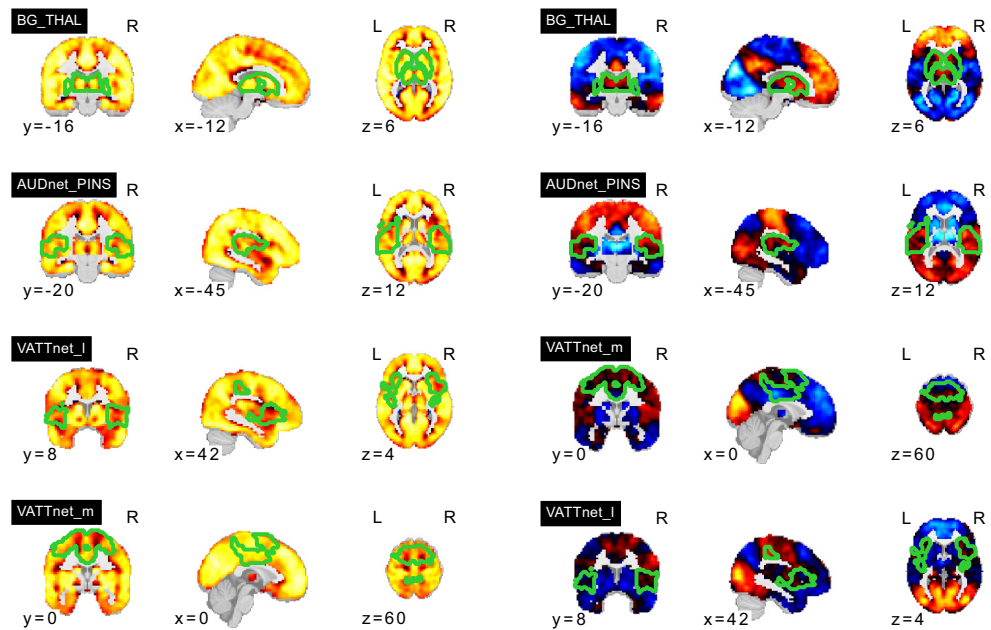 BG_THAL
R
L R
y=-16
x=-12
z=6
BG_THAL
R
L R
y=-16
x=-12
z=6
AUDnet_PINS
R
L R
y=-20
x=-45
z=12
AUDnet_PINS
R
L R
y=-20
x=-45
z=12
VATTnet_l
R
L R
y=8
x=42
z=4
VATTnet_m
R
L R
y=0
x=0
z=60
VATTnet_m
R
L R
y=0
x=0
z=60
VATTnet_l
R
L R
y=8
x=42
z=4